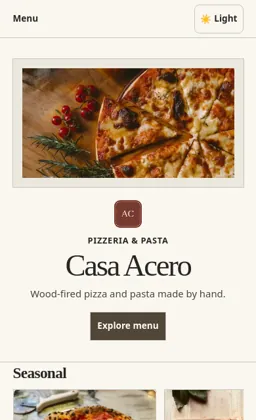 Menu
☀️ Light
AC
PIZZERIA & PASTA
Casa Acero
Wood-fired pizza and pasta made by hand.
Explore menu
Seasonal